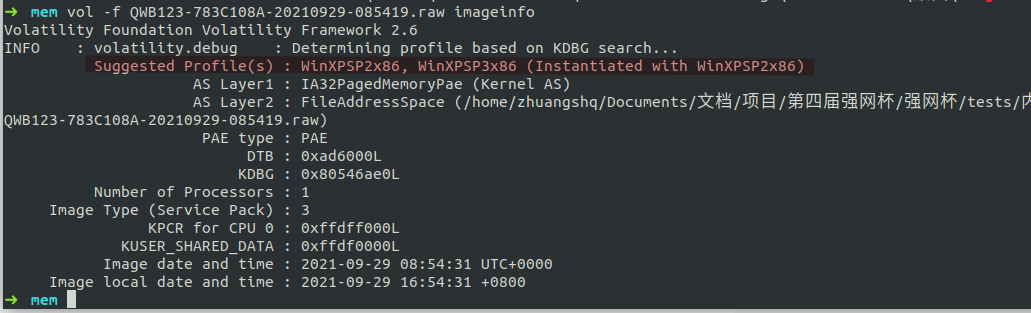 ➜ mem vol -f QWB123-783C108A-20210929-085419.raw imageinfo
Volatility Foundation Volatility Framework 2.6
INFO    : volatility.debug    : Determining profile based on KDBG search...
Suggested Profile(s) : WinXPSP2x86, WinXPSP3x86 (Instantiated with WinXPSP2x86)
AS Layer1 : IA32PagedMemoryPae (Kernel AS)
AS Layer2 : FileAddressSpace (/home/zhuangshq/Documents/文档/项目/第四届强网杯/强网杯/tests/
QWB123-783C108A-20210929-085419.raw)
PAE type : PAE
DTB : 0xad6000L
KDBG : 0x80546ae0L
Number of Processors : 1
Image Type (Service Pack) : 3
KPCR for CPU 0 : 0xffdff000L
KUSER_SHARED_DATA : 0xffdf0000L
Image date and time : 2021-09-29 08:54:31 UTC+0000
Image local date and time : 2021-09-29 16:54:31 +0800
➜ mem